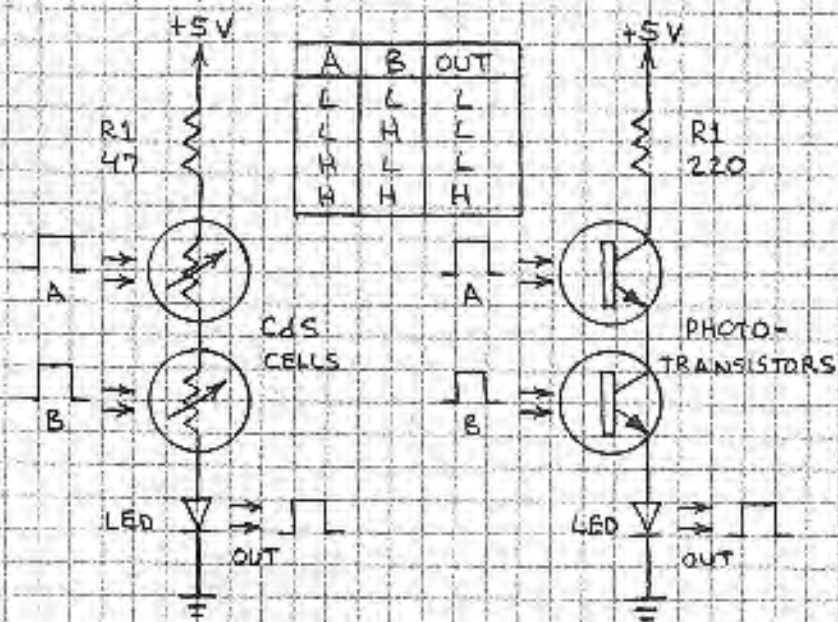 +5V
R1
47
A B OUT
L L L
L H L
H L L
H H H
A
B
CdS
CELLS
LED
OUT
+5V
R1
220
A
B
PHOTO-
TRANSISTORS
LED
OUT